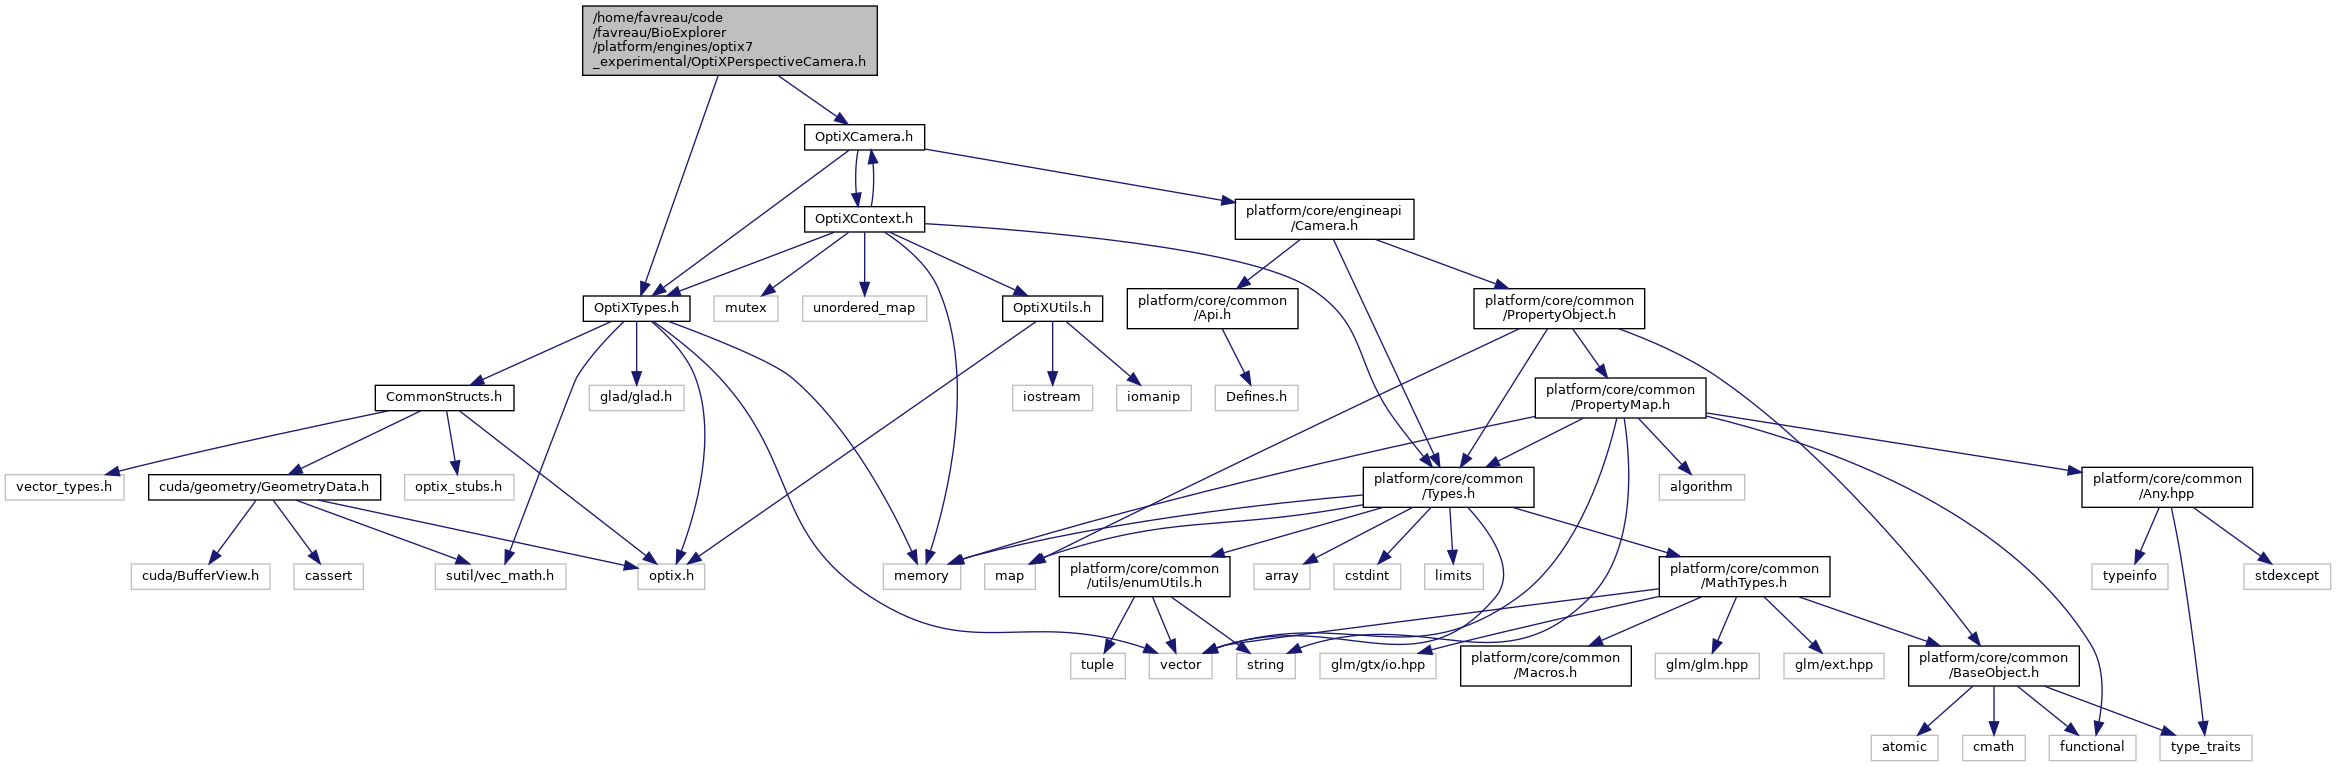 /home/favreau/code
/favreau/BioExplorer
/platform/engines/optix7
_experimental/OptiXPerspectiveCamera.h
OptiXCamera.h
OptiXContext.h
platform/core/engineapi
/Camera.h
OptiXTypes.h
mutex
unordered_map
OptiXUtils.h
platform/core/common
/Api.h
platform/core/common
/PropertyObject.h
CommonStructs.h
glad/glad.h
iostream
iomanip
Defines.h
platform/core/common
/PropertyMap.h
vector_types.h
cuda/geometry/GeometryData.h
optix_stubs.h
platform/core/common
/Types.h
algorithm
platform/core/common
/Any.hpp
cuda/BufferView.h
cassert
sutil/vec_math.h
optix.h
memory
map
platform/core/common
/utils/enumUtils.h
array
cstdint
limits
platform/core/common
/MathTypes.h
typeinfo
stdexcept
tuple
vector
string
glm/gtx/io.hpp
platform/core/common
/Macros.h
glm/glm.hpp
glm/ext.hpp
platform/core/common
/BaseObject.h
atomic
cmath
functional
type_traits